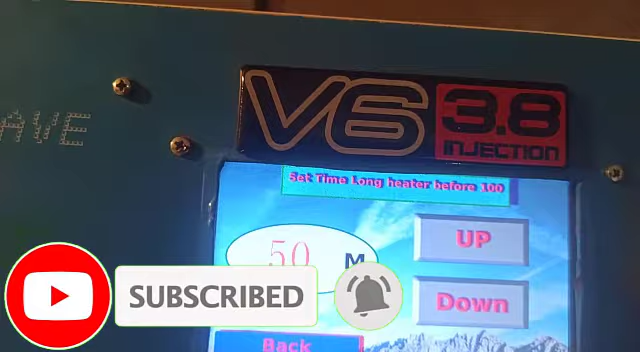 AVE
V6 3.8
INJECTION
Set Time Long heater before 100
50 M
UP
Down
SUBSCRIBED
Back